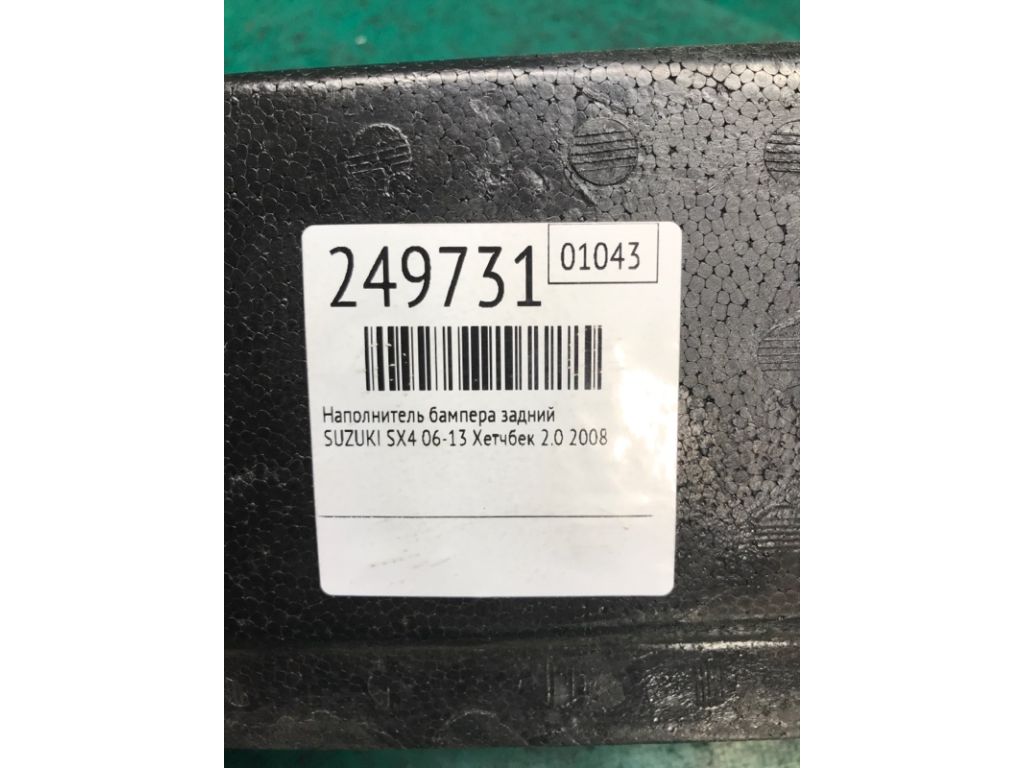 249731
01043
Наполнитель бампера задний
SUZUKI SX4 06-13 Хетчбек 2.0 2008